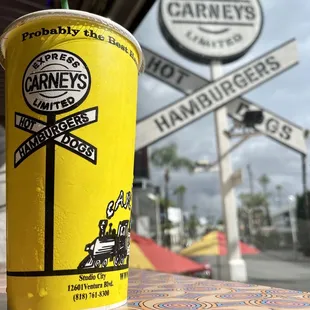 Probably the Best H
EXPRESS
CARNEYS
LIMITED
HAMBURGERS
HOT DOGS
CA
Studio City
12601 Ventura Blvd.
(818) 761-8300
CARNEYS
LIMITED
HAMBURGERS
HOT DOGS